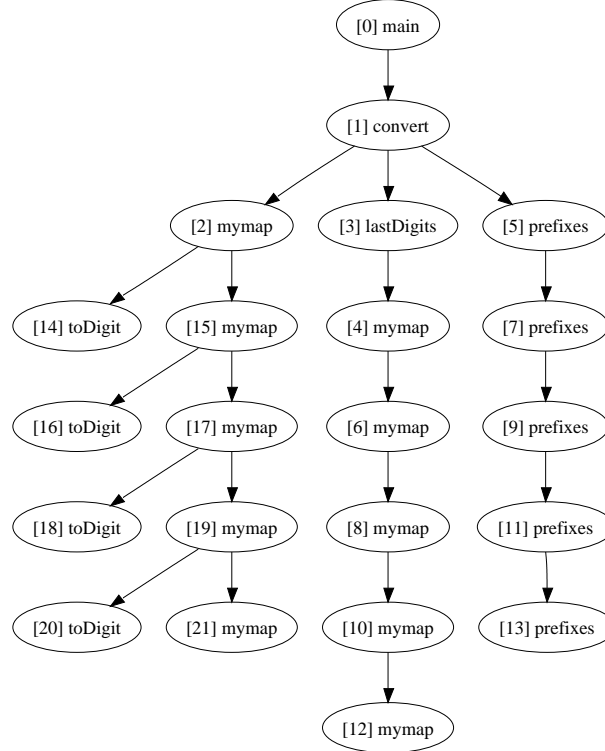 [0] main
[1] convert
[2] mymap
[3] lastDigits
[5] prefixes
[14] toDigit
[15] mymap
[4] mymap
[7] prefixes
[16] toDigit
[17] mymap
[6] mymap
[9] prefixes
[18] toDigit
[19] mymap
[8] mymap
[11] prefixes
[20] toDigit
[21] mymap
[10] mymap
[13] prefixes
[12] mymap